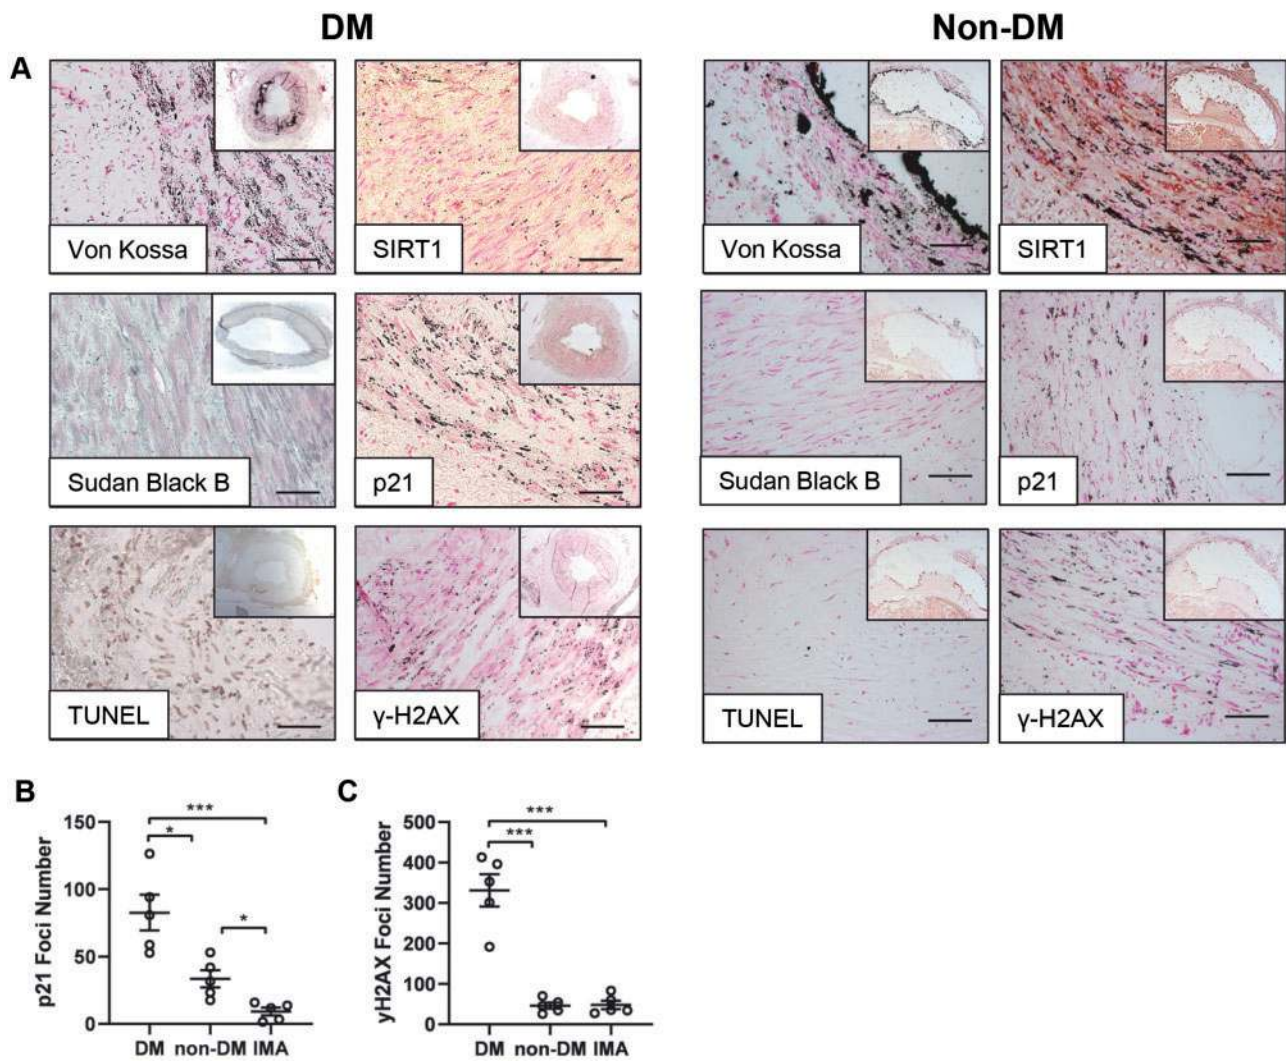 DM
Non-DM
A
Von Kossa
SIRT1
Von Kossa
SIRT1
Sudan Black B
p21
Sudan Black B
p21
TUNEL
γ-H2AX
TUNEL
γ-H2AX
B
C
***
*
*
150
100
50
0
p21 Foci Number
DM non-DM IMA
***
***
500
400
300
200
100
0
yH2AX Foci Number
DM non-DM IMA